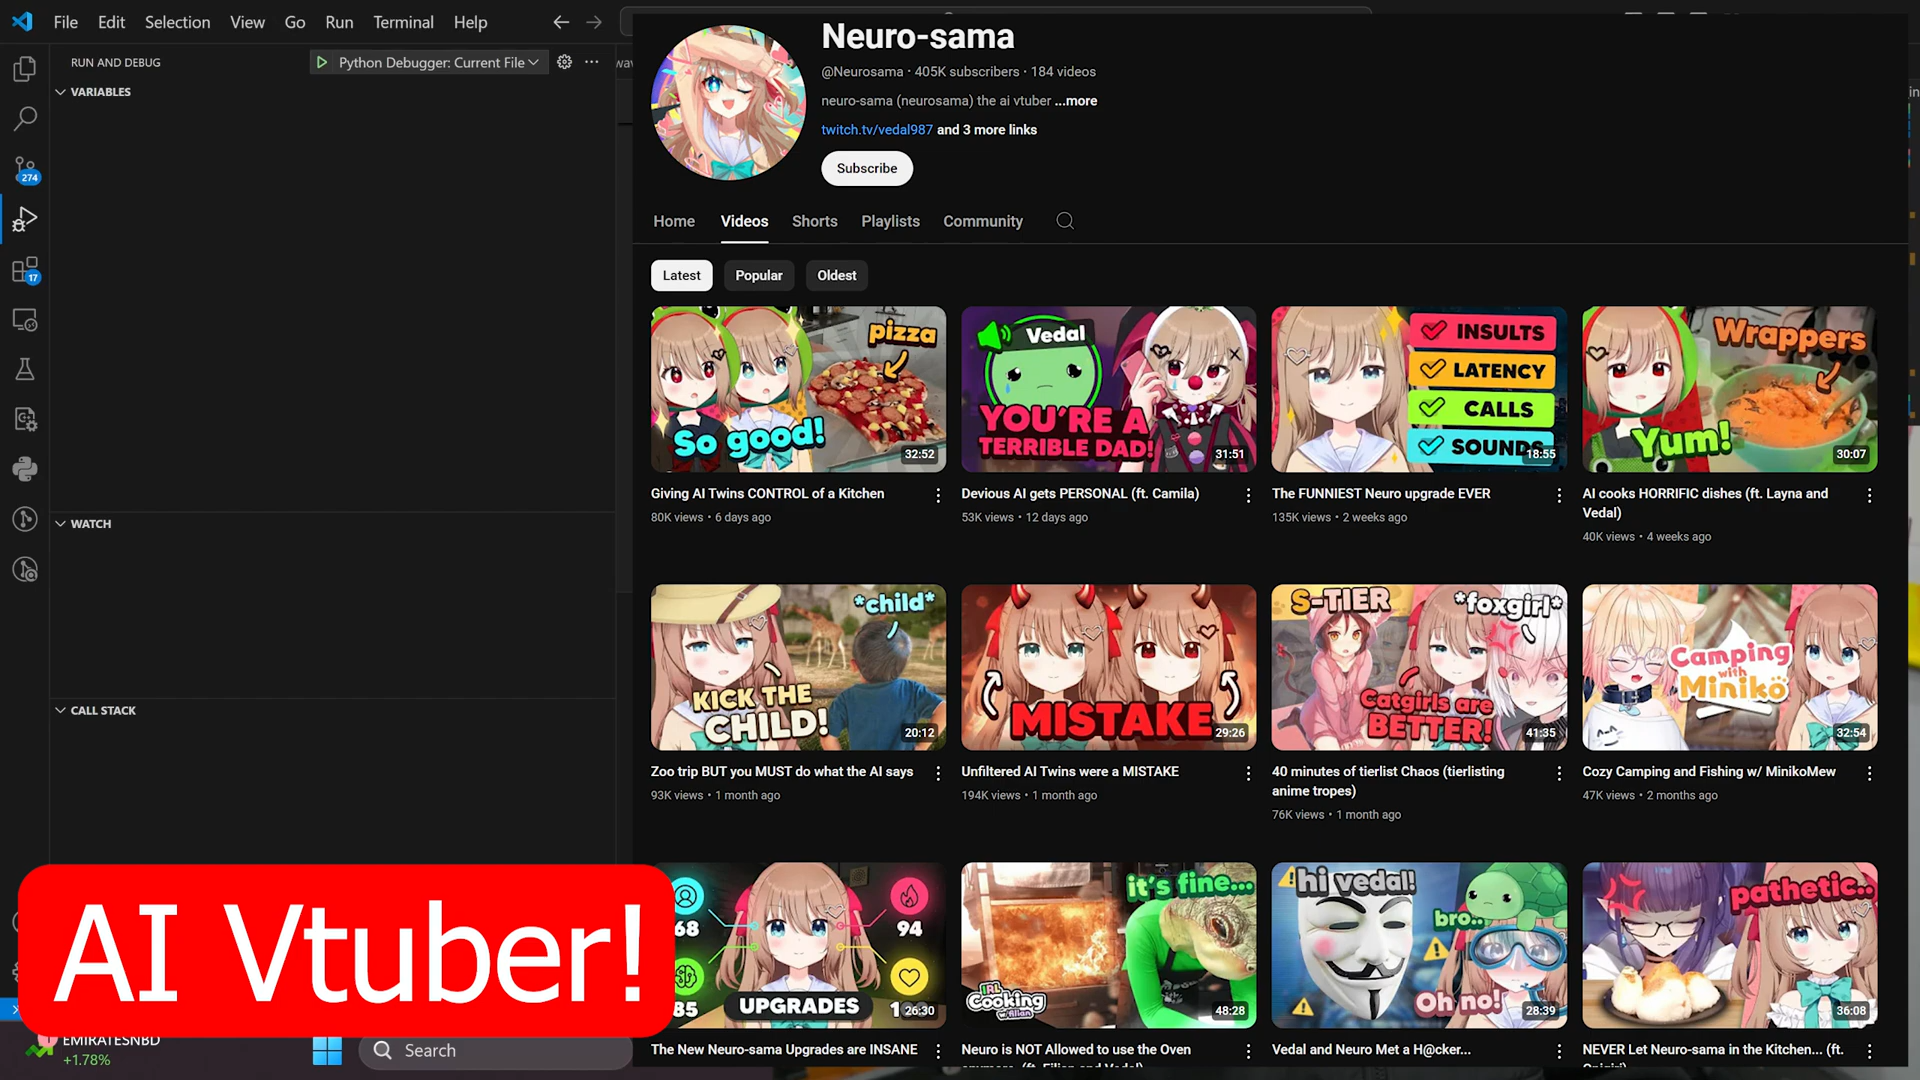 File Edit Selection View Go Run Terminal Help
RUN AND DEBUG
Python Debugger: Current File
VARIABLES
274
17
WATCH
CALL STACK
Neuro-sama
@Neurosama · 405K subscribers · 184 videos
neuro-sama (neurosama) the ai vtuber ...more
twitch.tv/vedal987 and 3 more links
Subscribe
Home Videos Shorts Playlists Community
Latest Popular Oldest
pizza
So good!
32:52
Giving AI Twins CONTROL of a Kitchen
80K views • 6 days ago
Vedal
YOU'RE A
TERRIBLE DAD!
31:51
Devious AI gets PERSONAL (ft. Camila)
53K views • 12 days ago
INSULTS
LATENCY
CALLS
SOUNDS
18:55
The FUNNIEST Neuro upgrade EVER
135K views • 2 weeks ago
Wrappers
Yum!
30:07
AI cooks HORRIFIC dishes (ft. Layna and
Vedal)
40K views • 4 weeks ago
*child*
KICK THE
CHILD!
20:12
Zoo trip BUT you MUST do what the AI says
93K views • 1 month ago
MISTAKE
29:26
Unfiltered AI Twins were a MISTAKE
194K views • 1 month ago
S-TIER
*foxgirl*
Catgirls are
BETTER!
41:35
40 minutes of tierlist Chaos (tierlisting
anime tropes)
76K views • 1 month ago
Camping
with
Miniko
32:54
Cozy Camping and Fishing w/ MinikoMew
47K views • 2 months ago
68
94
85
UPGRADES
26:30
The New Neuro-sama Upgrades are INSANE
it's fine...
IRL
Cooking
w/filian
48:28
Neuro is NOT Allowed to use the Oven
anymore (ft. Filian and Vedal)
hi vedal!
bro..
Oh no!
28:39
Vedal and Neuro Met a H@cker...
pathetic..
36:08
NEVER Let Neuro-sama in the Kitchen... (ft.
AI Vtuber!
EMIRATESNBD
+1.78%
Search